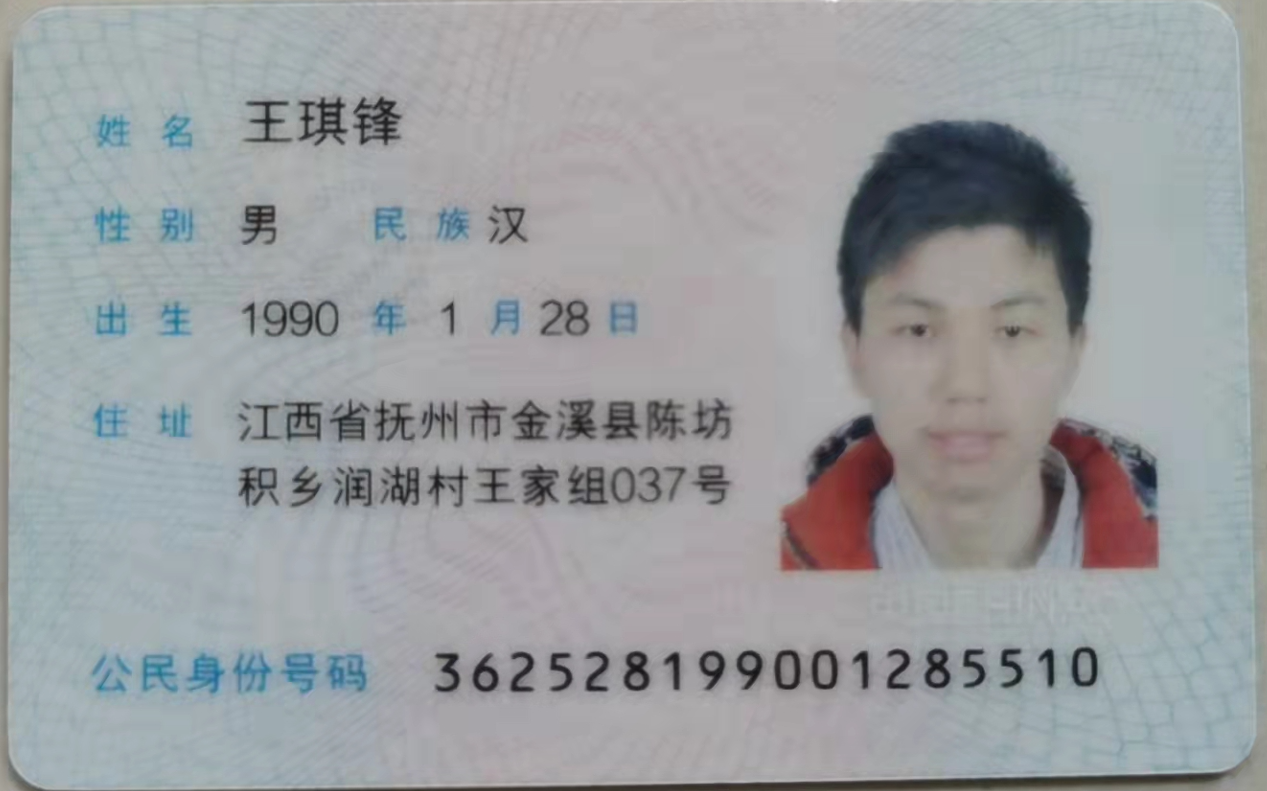 姓名 王琪锋
性别 男 民族 汉
出生 1990 年 1 月 28 日
住址 江西省抚州市金溪县陈坊
积乡润湖村王家组037号
公民身份号码 362528199001285510